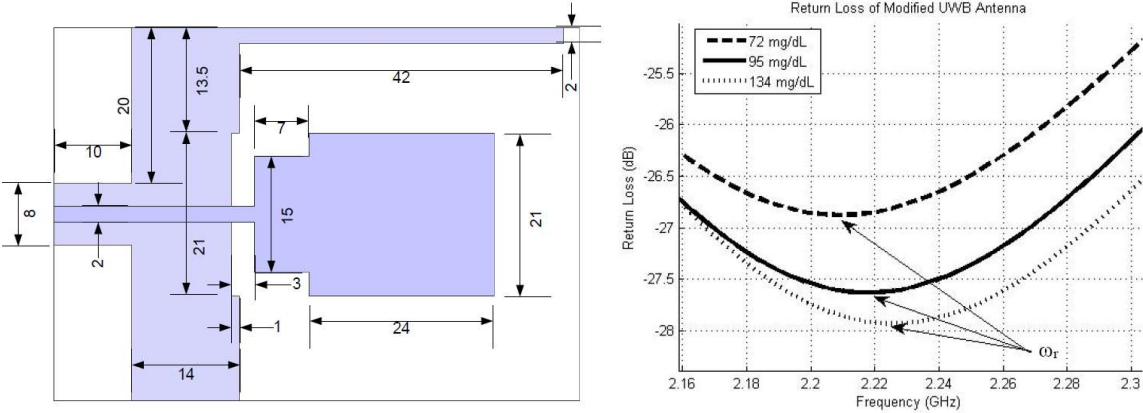 20
13.5
42
2
10
7
8
2
21
15
3
21
1
24
14
Return Loss of Modified UWB Antenna
72 mg/dL
95 mg/dL
134 mg/dL
-25.5
-26
-26.5
-27
-27.5
-28
Return Loss (dB)
ωr
2.16 2.18 2.2 2.22 2.24 2.26 2.28 2.3
Frequency (GHz)